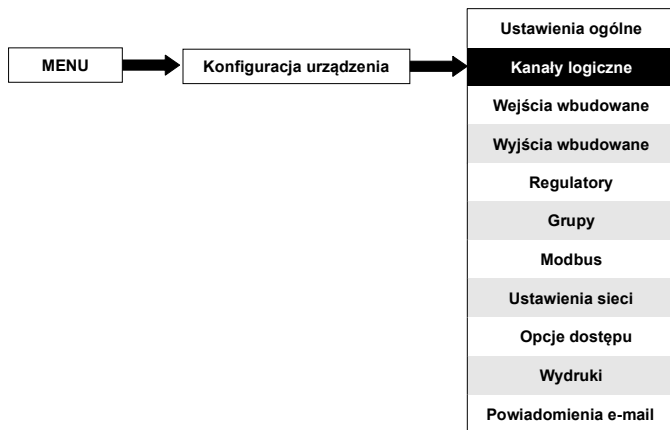 MENU
Konfiguracja urządzenia
Ustawienia ogólne
Kanały logiczne
Wejścia wbudowane
Wyjścia wbudowane
Regulatory
Grupy
Modbus
Ustawienia sieci
Opcje dostępu
Wydruki
Powiadomienia e-mail